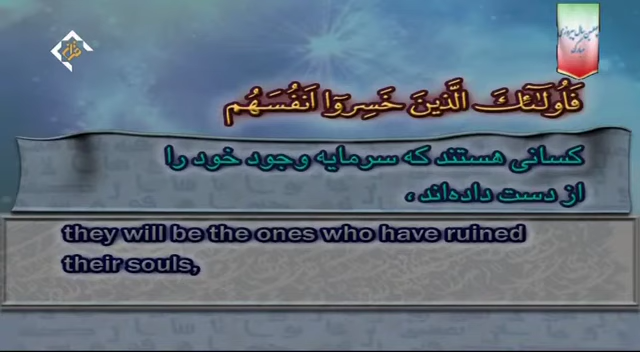 فَأُولَـٰٓئِكَ الَّذِينَ خَسِرُوٓا أَنفُسَهُم
کسانی هستند که سرمایه وجود خود را
از دست داده‌اند ،
they will be the ones who have ruined
their souls,